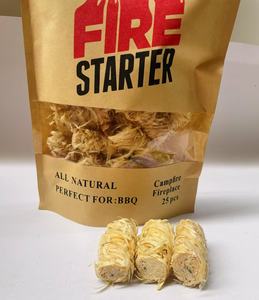 FIRE
STARTER
ALL NATURAL
PERFECT FOR:BBQ
Campfire
Fireplace
25 pcs